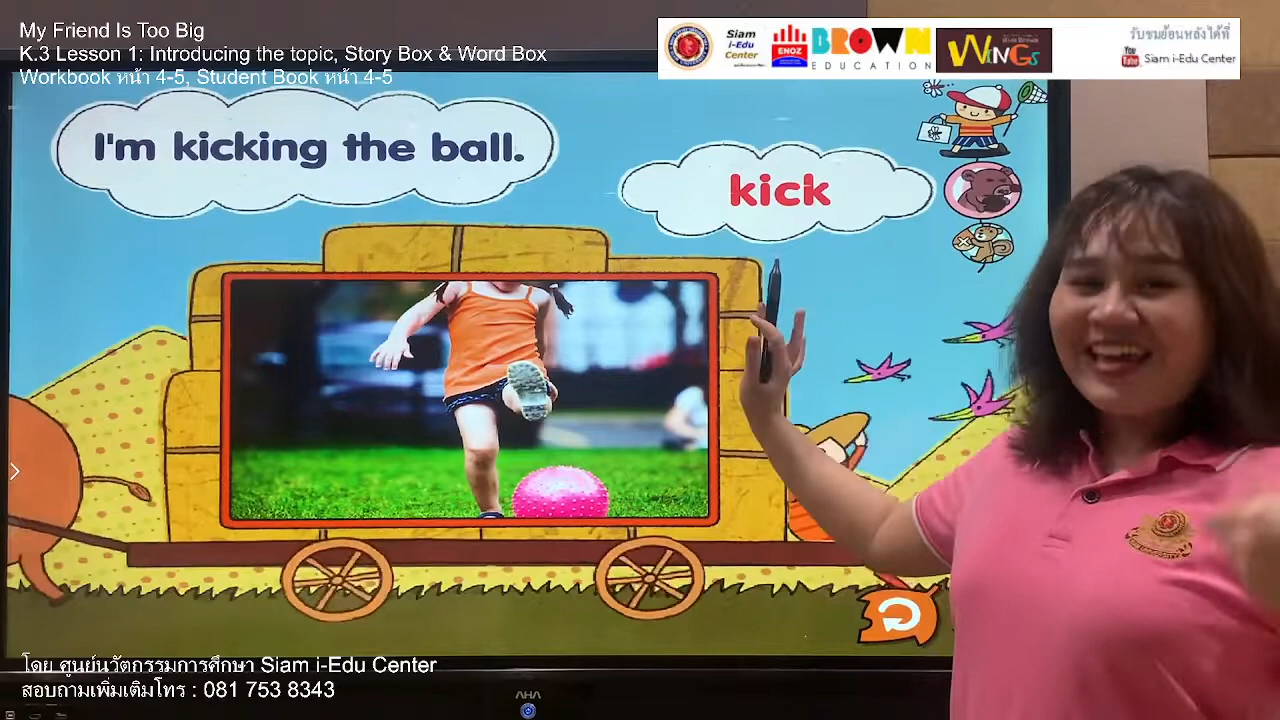 My Friend Is Too Big
K.3 Lesson 1: Introducing the topic, Story Box & Word Box
Workbook หน้า 4-5, Student Book หน้า 4-5
Siam
i-Edu
Center
ENOZ
BROWN
EDUCATION
WINGS
รับชมย้อนหลังได้ที่
You
Tube
Siam i-Edu Center
I'm kicking the ball.
kick
โดย ศูนย์นวัตกรรมการศึกษา Siam i-Edu Center
สอบถามเพิ่มเติมโทร : 081 753 8343
AHA